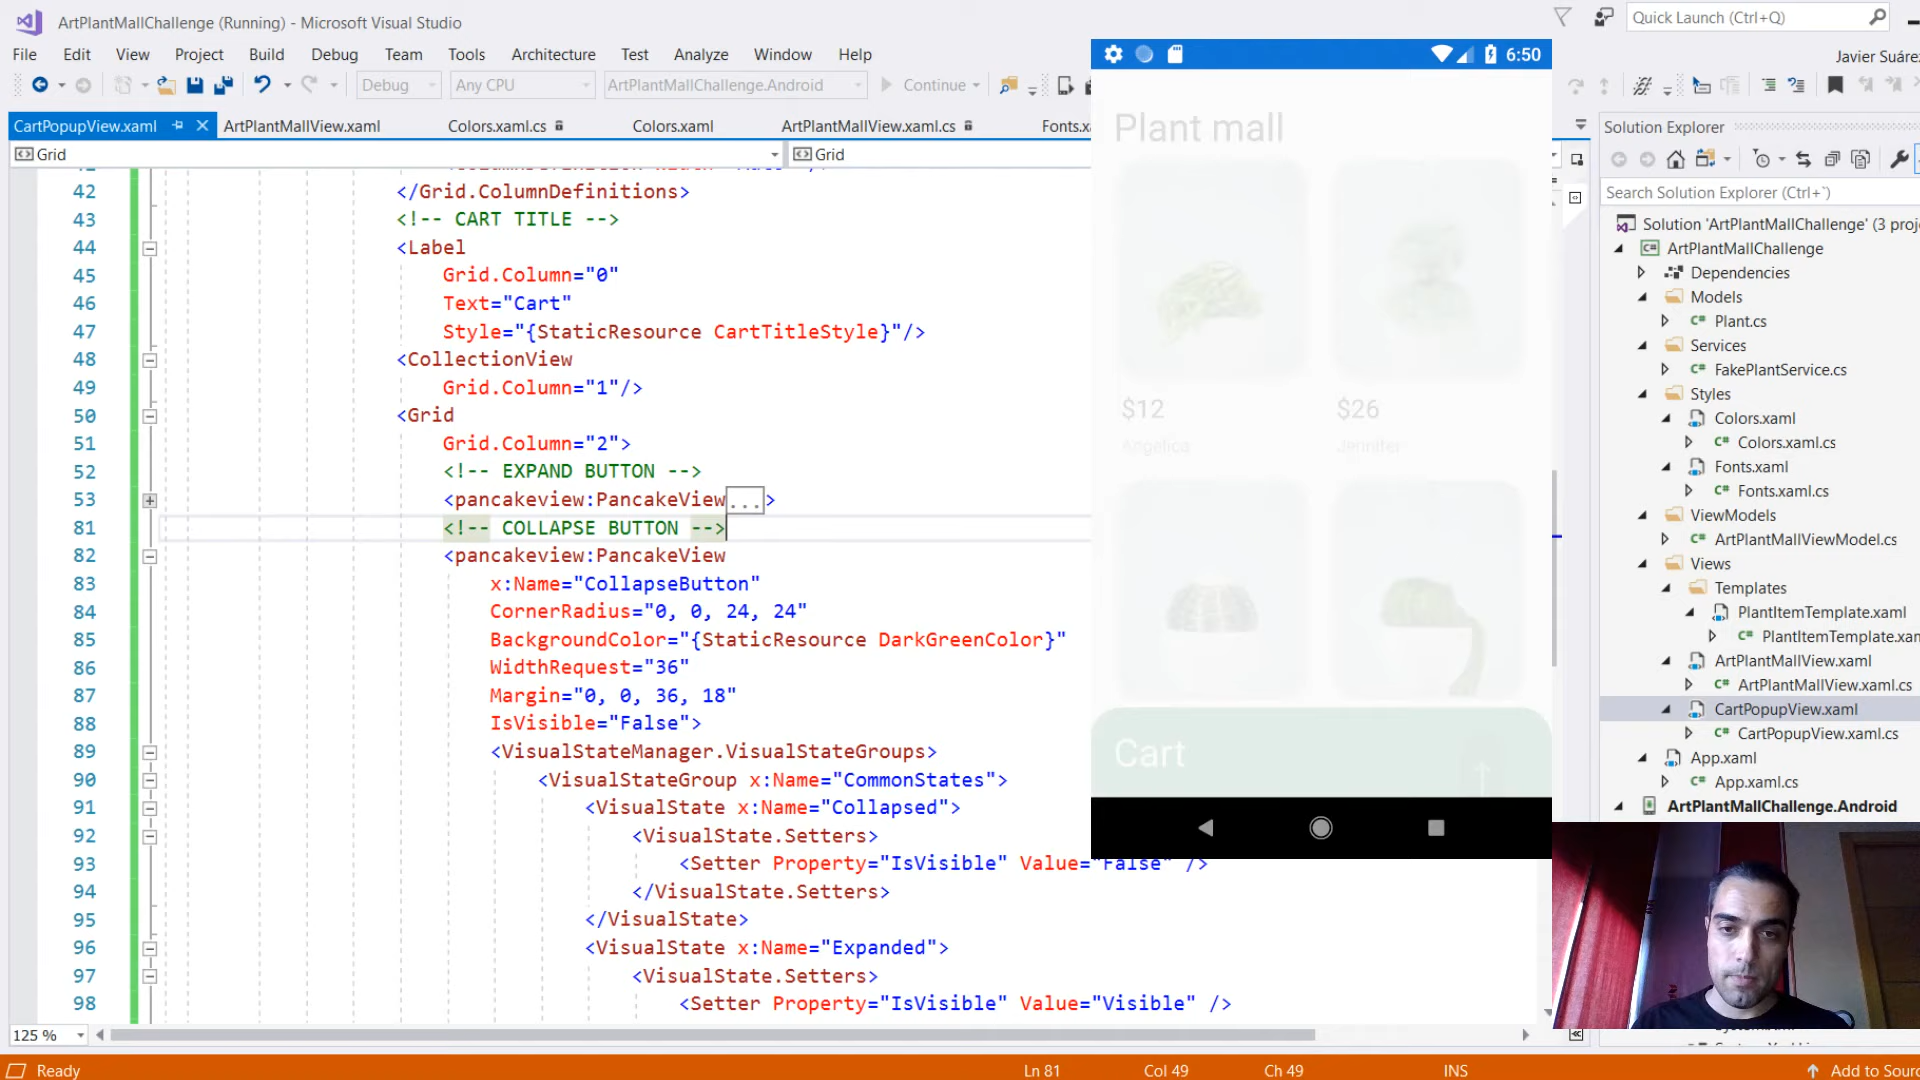 ArtPlantMallChallenge (Running) - Microsoft Visual Studio
Quick Launch (Ctrl+Q)
File Edit View Project Build Debug Team Tools Architecture Test Analyze Window Help
Javier Suáre
Debug Any CPU ArtPlantMallChallenge.Android Continue
CartPopupView.xaml ArtPlantMallView.xaml Colors.xaml.cs Colors.xaml ArtPlantMallView.xaml.cs Fonts.xa
Grid Grid
42 </Grid.ColumnDefinitions>
43 <!-- CART TITLE -->
44 <Label
45 Grid.Column="0"
46 Text="Cart"
47 Style="{StaticResource CartTitleStyle}"/>
48 <CollectionView
49 Grid.Column="1"/>
50 <Grid
51 Grid.Column="2">
52 <!-- EXPAND BUTTON -->
53 <pancakeview:PancakeView...>
81 <!-- COLLAPSE BUTTON -->
82 <pancakeview:PancakeView
83 x:Name="CollapseButton"
84 CornerRadius="0, 0, 24, 24"
85 BackgroundColor="{StaticResource DarkGreenColor}"
86 WidthRequest="36"
87 Margin="0, 0, 36, 18"
88 IsVisible="False">
89 <VisualStateManager.VisualStateGroups>
90 <VisualStateGroup x:Name="CommonStates">
91 <VisualState x:Name="Collapsed">
92 <VisualState.Setters>
93 <Setter Property="IsVisible" Value="False" />
94 </VisualState.Setters>
95 </VisualState>
96 <VisualState x:Name="Expanded">
97 <VisualState.Setters>
98 <Setter Property="IsVisible" Value="Visible" />
125 %
Ready Ln 81 Col 49 Ch 49 INS Add to Sourc
6:50
Plant mall
$12 $26
Angelica Jennifer
Cart
Solution Explorer
Search Solution Explorer (Ctrl+¨)
Solution 'ArtPlantMallChallenge' (3 proje
ArtPlantMallChallenge
Dependencies
Models
Plant.cs
Services
FakePlantService.cs
Styles
Colors.xaml
Colors.xaml.cs
Fonts.xaml
Fonts.xaml.cs
ViewModels
ArtPlantMallViewModel.cs
Views
Templates
PlantItemTemplate.xaml
PlantItemTemplate.xan
ArtPlantMallView.xaml
ArtPlantMallView.xaml.cs
CartPopupView.xaml
CartPopupView.xaml.cs
App.xaml
App.xaml.cs
ArtPlantMallChallenge.Android